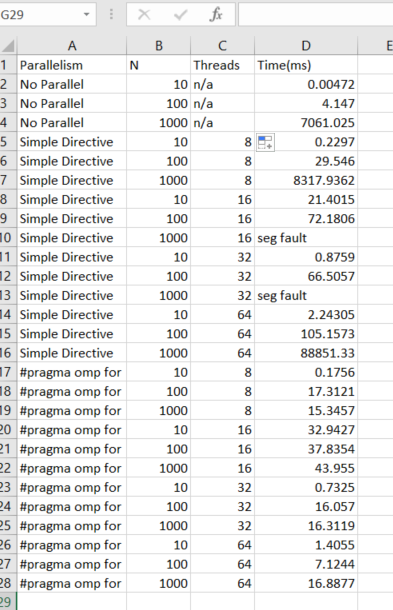 G29 fx
A B C D E
1 Parallelism N Threads Time(ms)
2 No Parallel 10 n/a 0.00472
3 No Parallel 100 n/a 4.147
4 No Parallel 1000 n/a 7061.025
5 Simple Directive 10 8 0.2297
6 Simple Directive 100 8 29.546
7 Simple Directive 1000 8 8317.9362
8 Simple Directive 10 16 21.4015
9 Simple Directive 100 16 72.1806
10 Simple Directive 1000 16 seg fault
11 Simple Directive 10 32 0.8759
12 Simple Directive 100 32 66.5057
13 Simple Directive 1000 32 seg fault
14 Simple Directive 10 64 2.24305
15 Simple Directive 100 64 105.1573
16 Simple Directive 1000 64 88851.33
17 #pragma omp for 10 8 0.1756
18 #pragma omp for 100 8 17.3121
19 #pragma omp for 1000 8 15.3457
20 #pragma omp for 10 16 32.9427
21 #pragma omp for 100 16 37.8354
22 #pragma omp for 1000 16 43.955
23 #pragma omp for 10 32 0.7325
24 #pragma omp for 100 32 16.057
25 #pragma omp for 1000 32 16.3119
26 #pragma omp for 10 64 1.4055
27 #pragma omp for 100 64 7.1244
28 #pragma omp for 1000 64 16.8877
29